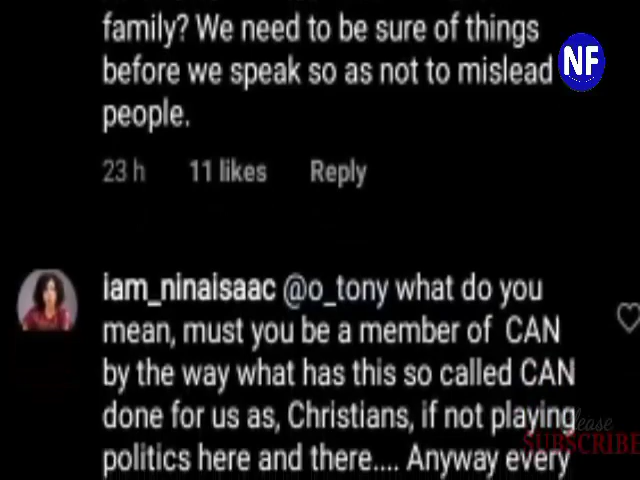 family? We need to be sure of things
before we speak so as not to mislead
people.
NF
23 h 11 likes Reply
iam_ninaisaac @o_tony what do you
mean, must you be a member of CAN
by the way what has this so called CAN
done for us as, Christians, if not playing
politics here and there.... Anyway every
Please
SUBSCRIBE